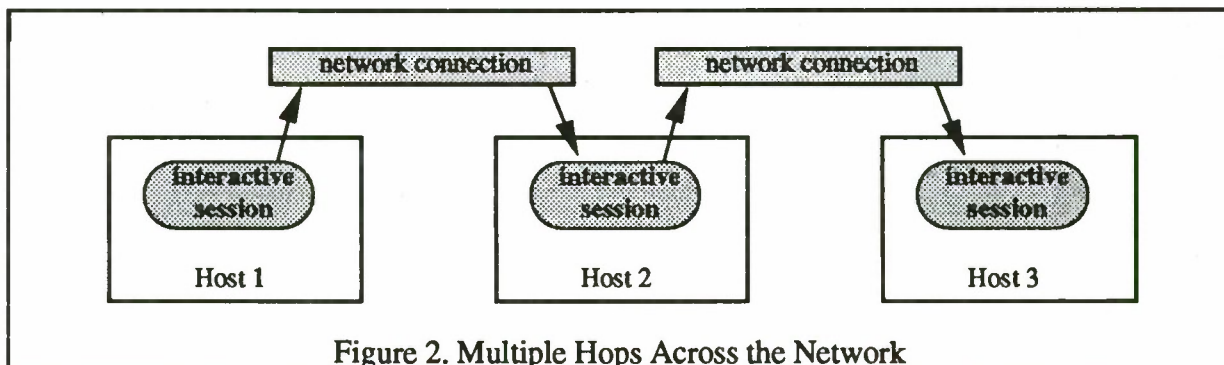 network connection
network connection
interactive
session
interactive
session
interactive
session
Host 1
Host 2
Host 3
Figure 2. Multiple Hops Across the Network